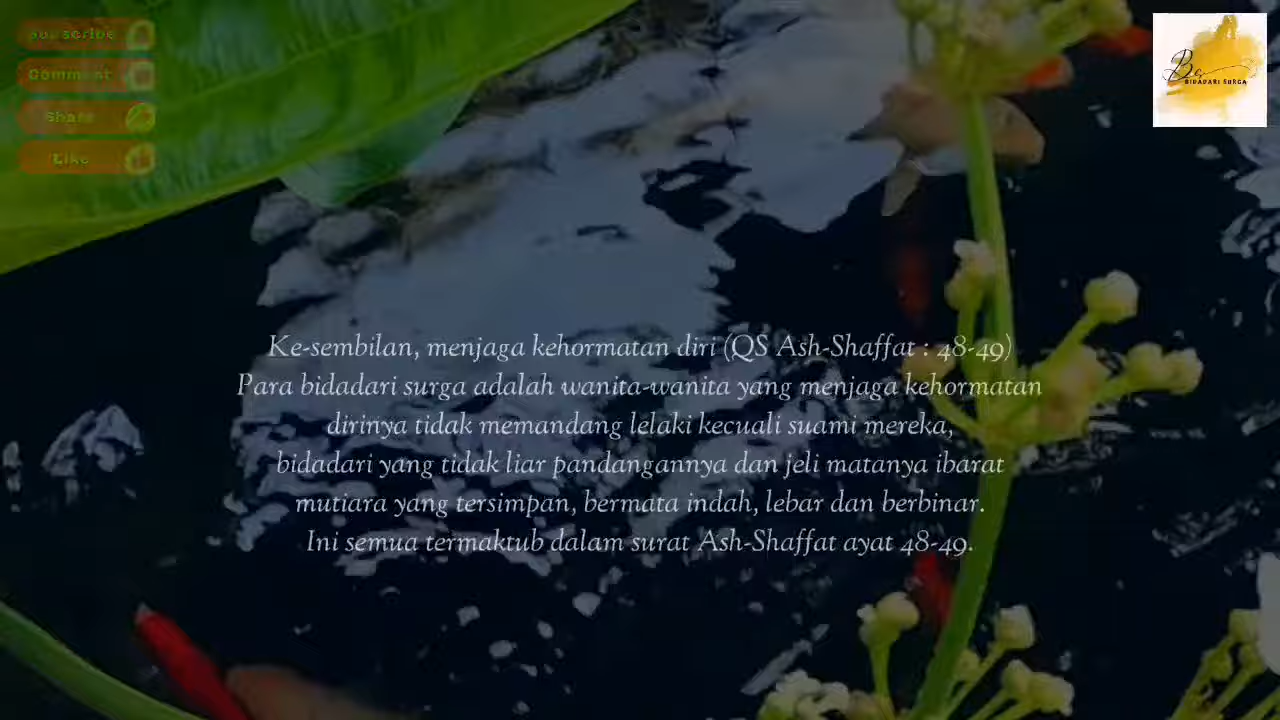 Subscribe
Comment
Share
Like
BIDADARI SURGA
Ke-sembilan, menjaga kehormatan diri (QS Ash-Shaffat : 48-49)
Para bidadari surga adalah wanita-wanita yang menjaga kehormatan
dirinya tidak memandang lelaki kecuali suami mereka,
bidadari yang tidak liar pandangannya dan jeli matanya ibarat
mutiara yang tersimpan, bermata indah, lebar dan berbinar.
Ini semua termaktub dalam surat Ash-Shaffat ayat 48-49.